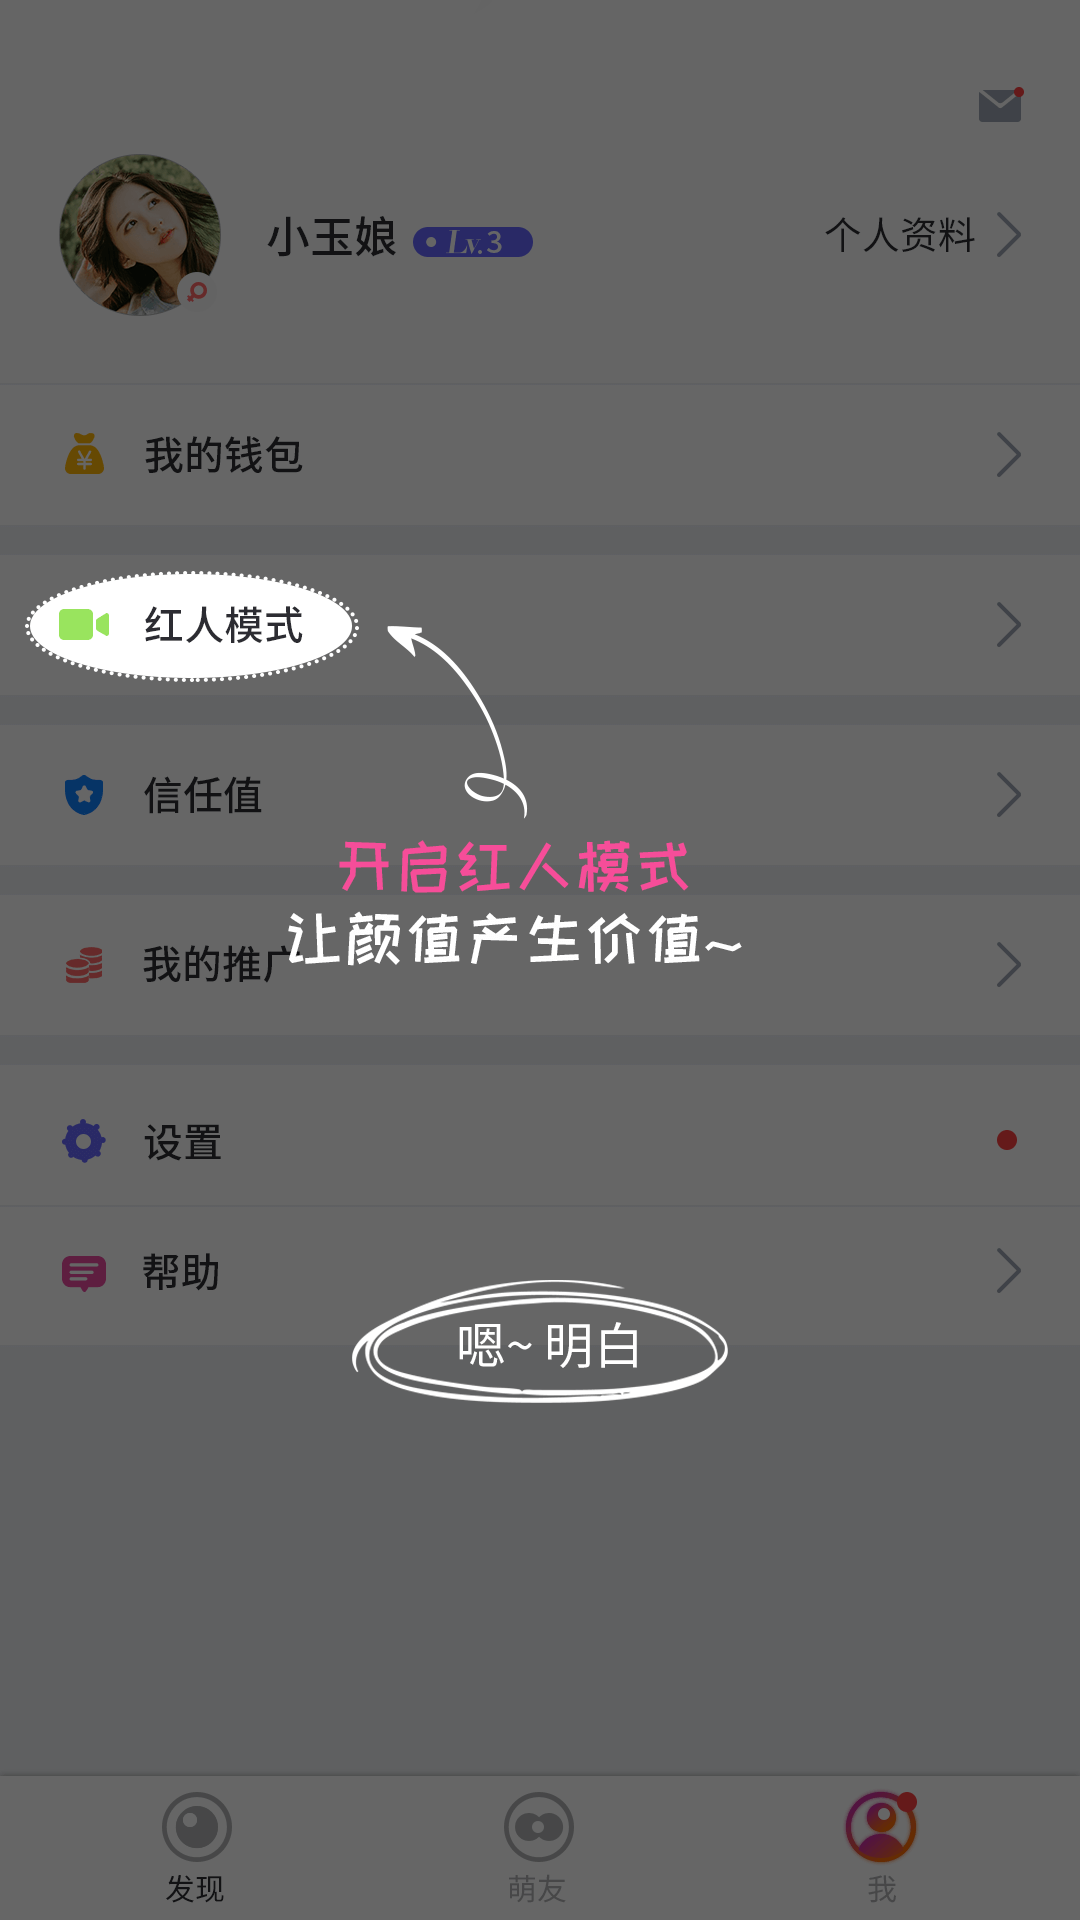 小玉娘 Lv.3
个人资料
我的钱包
红人模式
信任值
开启红人模式
让颜值产生价值~
我的推广
设置
帮助
嗯~ 明白
发现
萌友
我